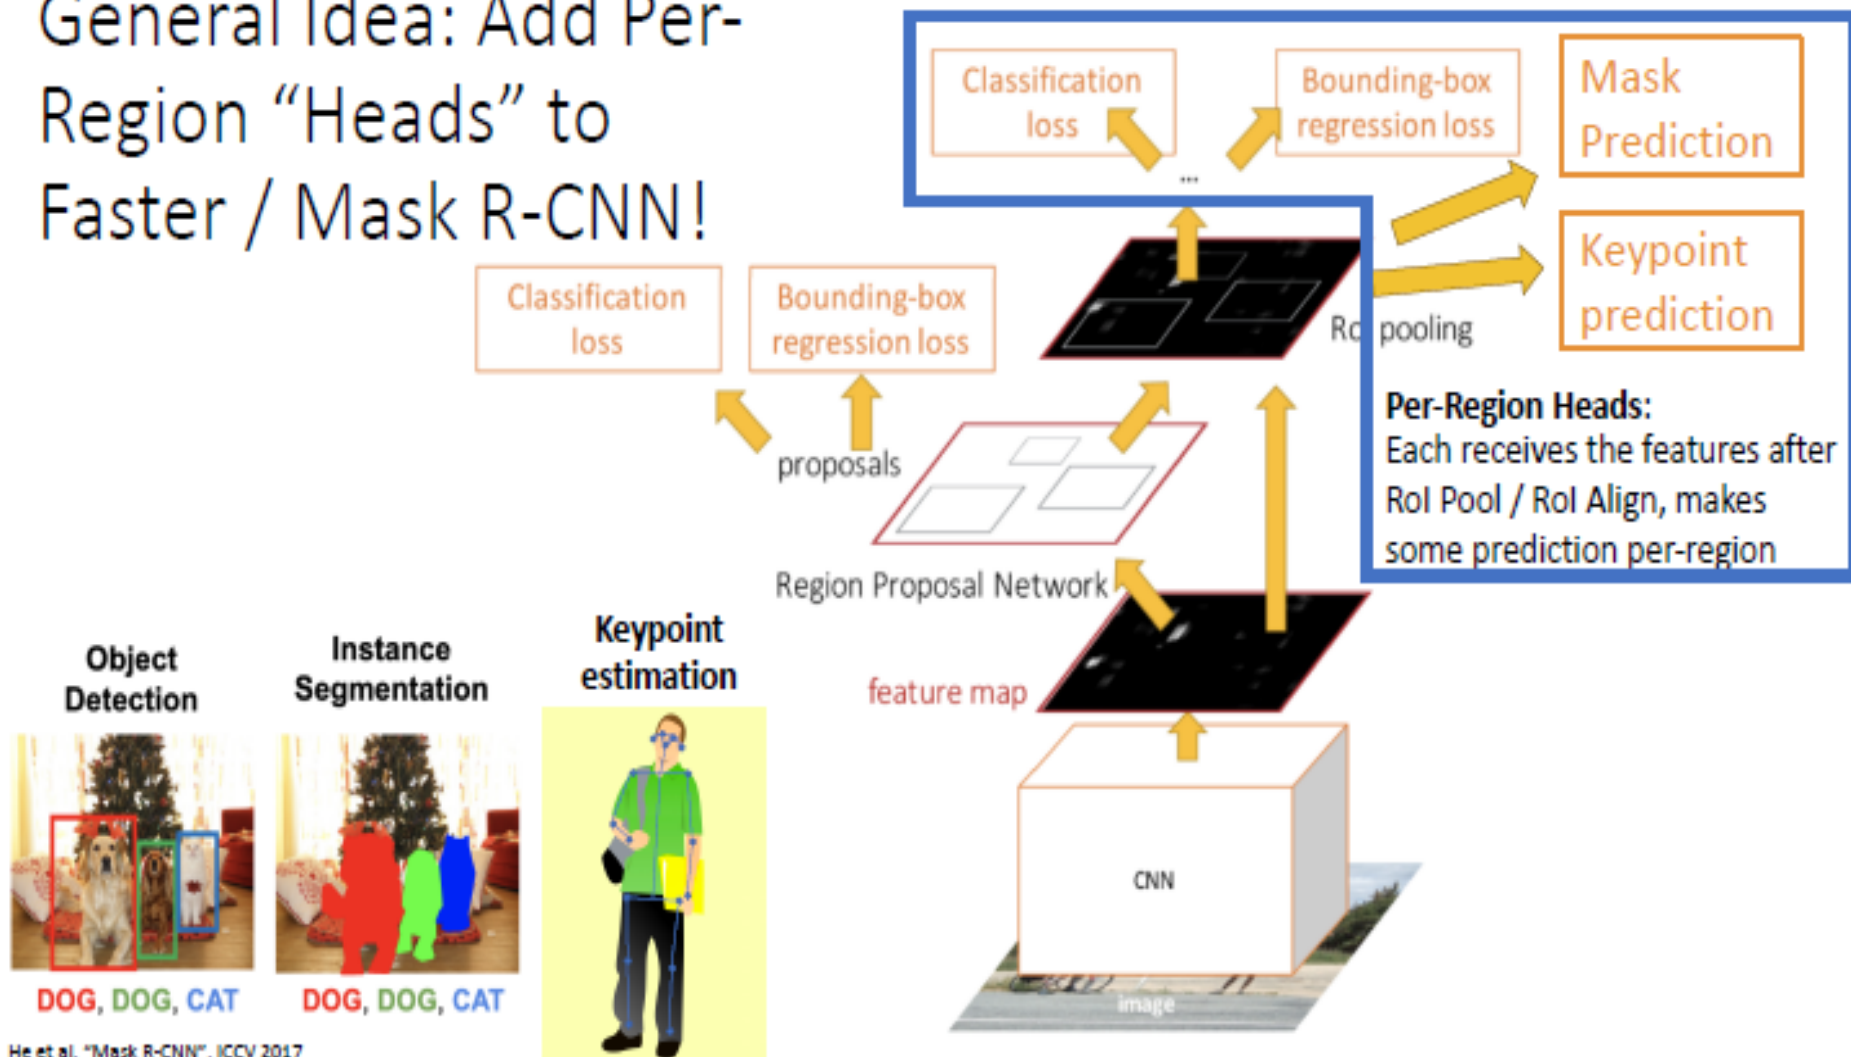 General Idea: Add Per-
Region “Heads” to
Faster / Mask R-CNN!
Classification
loss
Bounding-box
regression loss
Mask
Prediction
...
Keypoint
prediction
Classification
loss
Bounding-box
regression loss
pooling
Per-Region Heads:
Each receives the features after
RoI Pool / RoI Align, makes
some prediction per-region
proposals
Region Proposal Network
feature map
CNN
image
Object
Detection
Instance
Segmentation
Keypoint
estimation
DOG, DOG, CAT
DOG, DOG, CAT
He et al, "Mask R-CNN", ICCV 2017